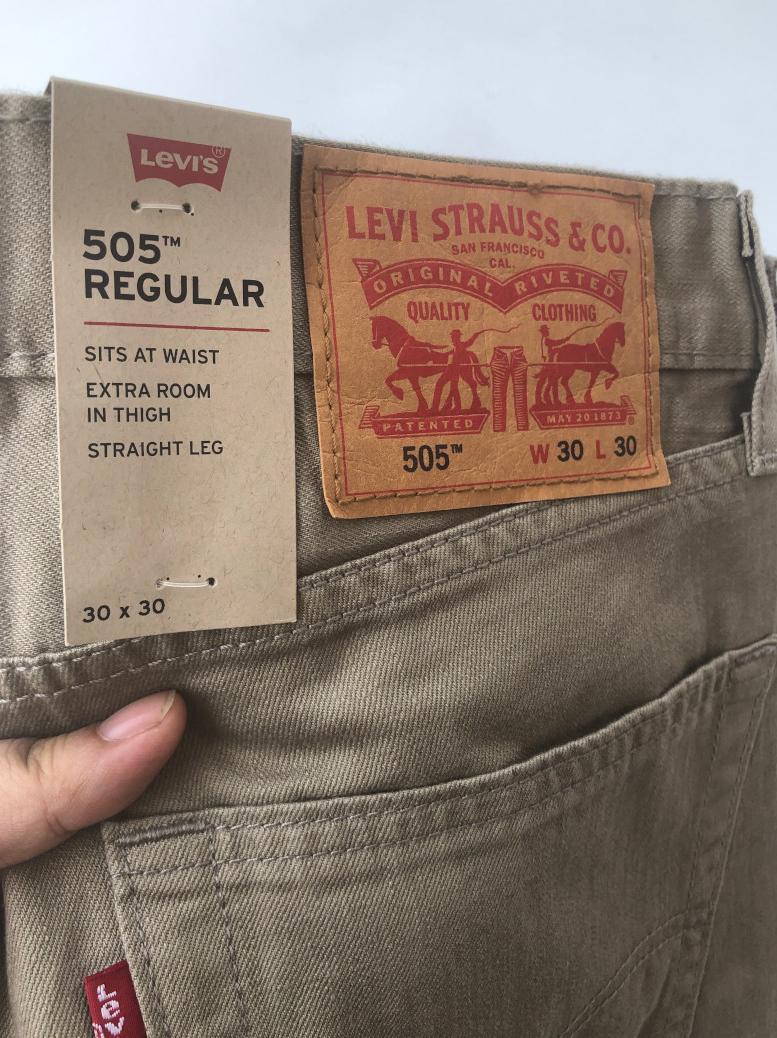 Levi's®
505™
REGULAR
SITS AT WAIST
EXTRA ROOM
IN THIGH
STRAIGHT LEG
30 x 30
LEVI STRAUSS & CO.
SAN FRANCISCO
CAL.
ORIGINAL RIVETED
QUALITY CLOTHING
PATENTED MAY 20 1873
505™ W 30 L 30
Lev